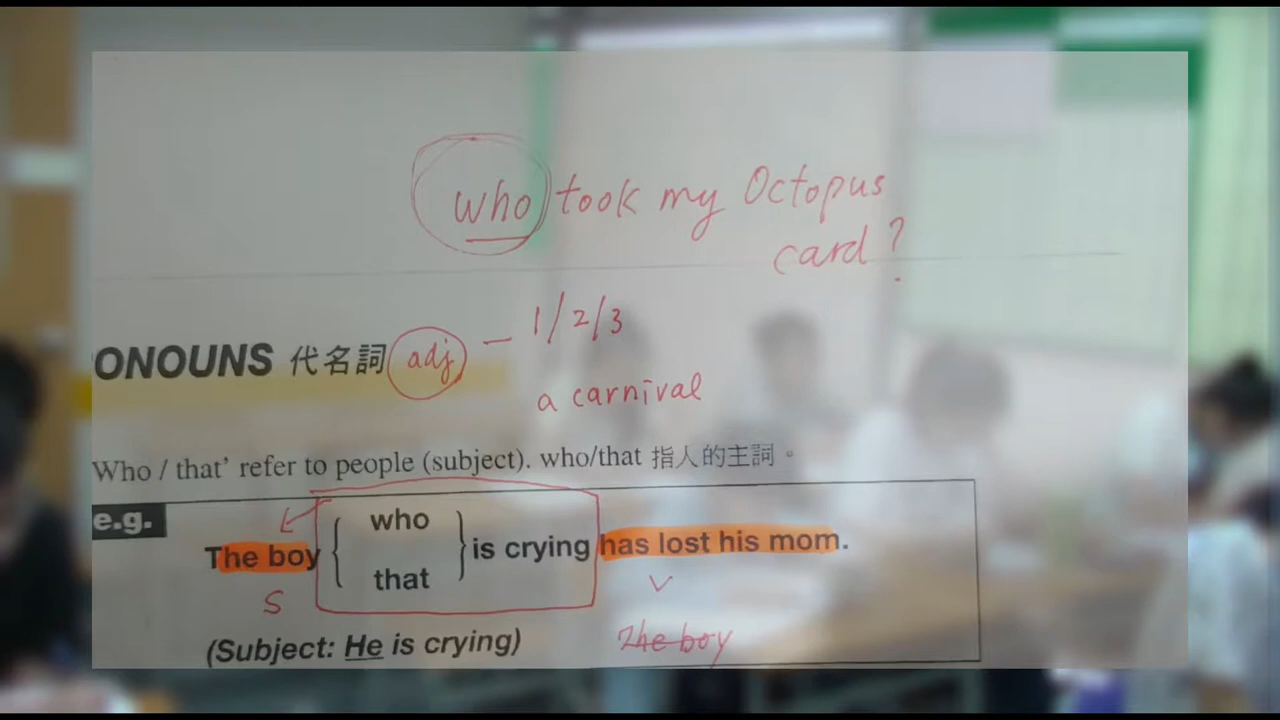 who took my Octopus
card?
ONOUNS 代名詞 adj — 1/2/3
a carnival
Who / that' refer to people (subject). who/that 指人的主詞。
e.g.
who
The boy is crying has lost his mom.
that
S V
(Subject: He is crying) The boy